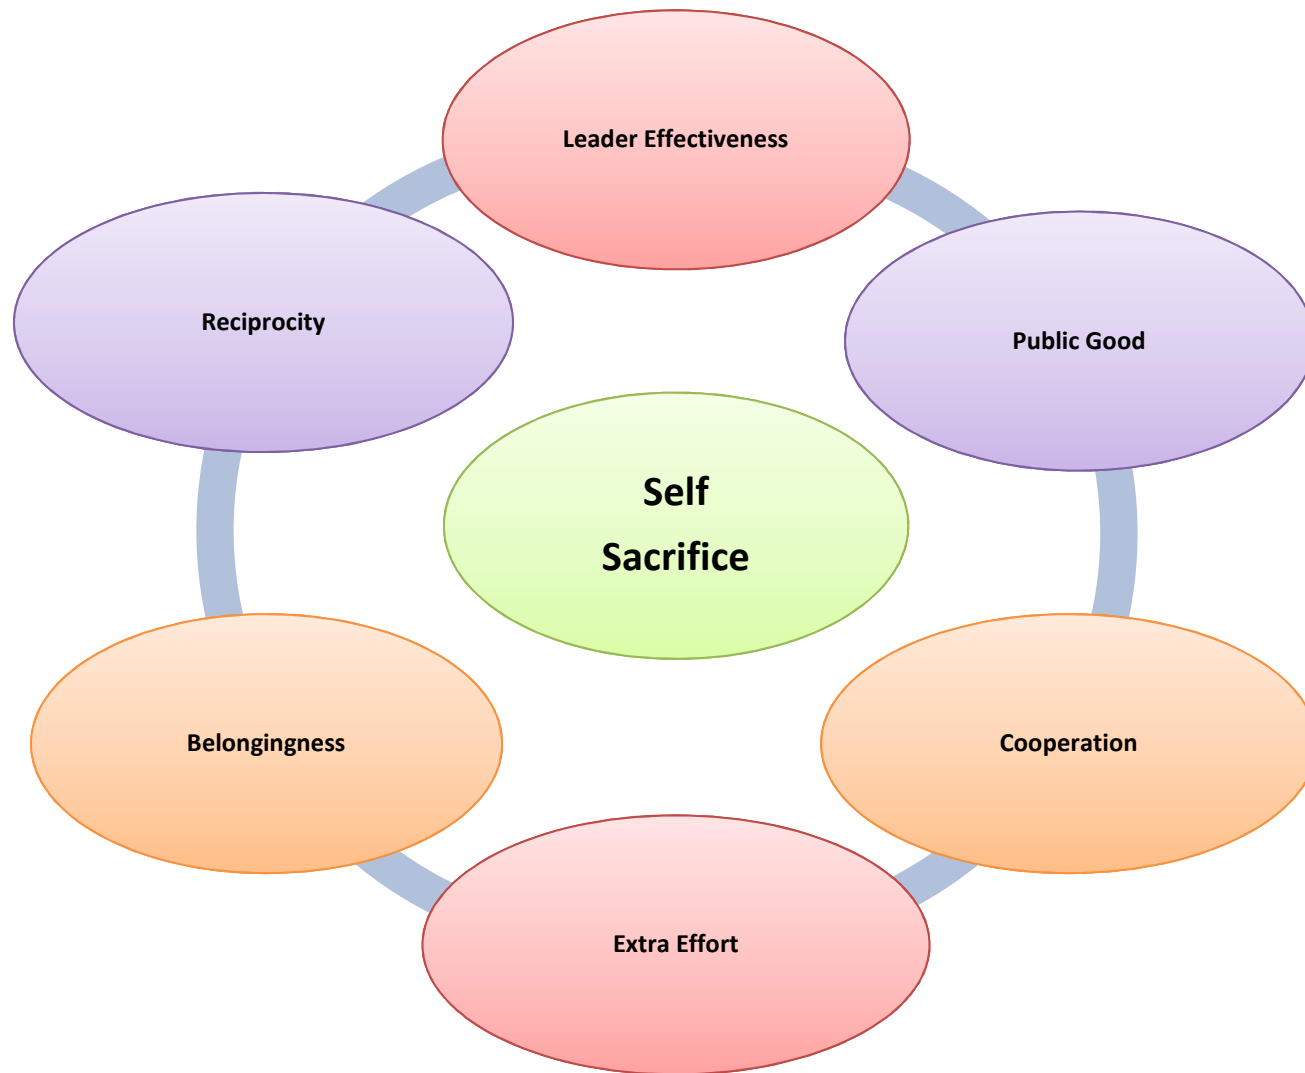 Leader Effectiveness
Reciprocity
Public Good
Self
Sacrifice
Belongingness
Cooperation
Extra Effort